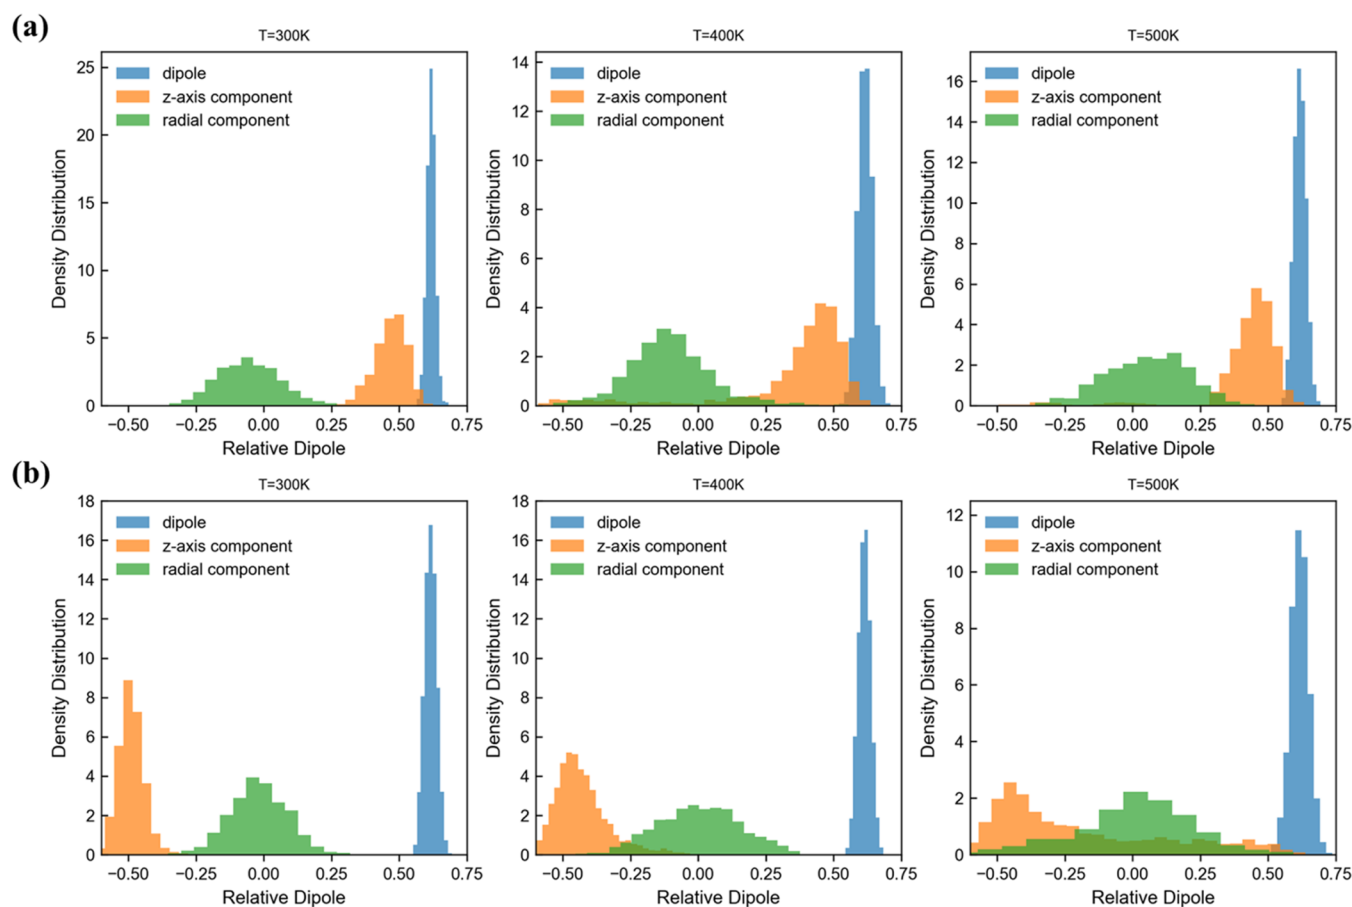 (a)
T=300K
25
20
15
10
5
0
Density Distribution
dipole
z-axis component
radial component
−0.50 −0.25 0.00 0.25 0.50 0.75
Relative Dipole
T=400K
14
12
10
8
6
4
2
0
Density Distribution
dipole
z-axis component
radial component
−0.50 −0.25 0.00 0.25 0.50 0.75
Relative Dipole
T=500K
16
14
12
10
8
6
4
2
0
Density Distribution
dipole
z-axis component
radial component
−0.50 −0.25 0.00 0.25 0.50 0.75
Relative Dipole
(b)
T=300K
18
16
14
12
10
8
6
4
2
0
Density Distribution
dipole
z-axis component
radial component
−0.50 −0.25 0.00 0.25 0.50 0.75
Relative Dipole
T=400K
18
16
14
12
10
8
6
4
2
0
Density Distribution
dipole
z-axis component
radial component
−0.50 −0.25 0.00 0.25 0.50 0.75
Relative Dipole
T=500K
12
10
8
6
4
2
0
Density Distribution
dipole
z-axis component
radial component
−0.50 −0.25 0.00 0.25 0.50 0.75
Relative Dipole